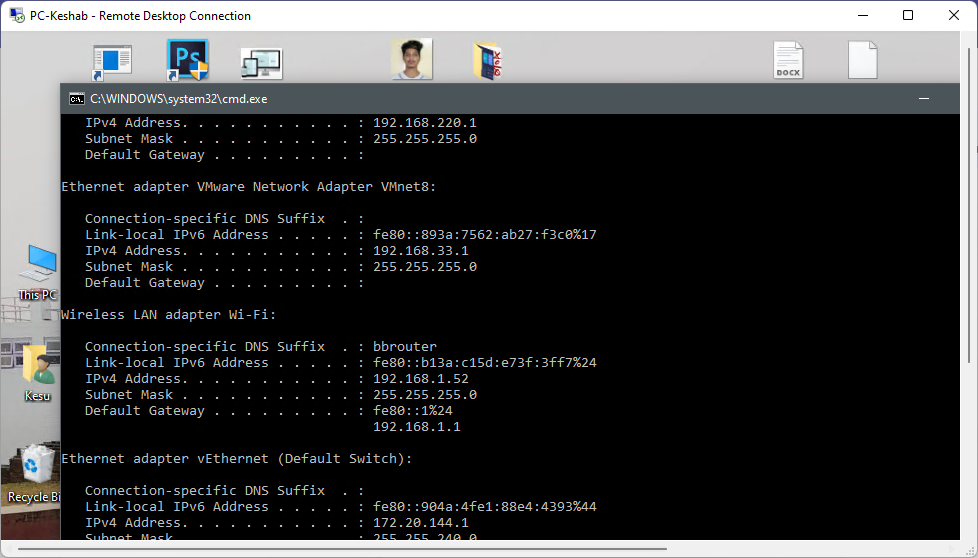 PC-Keshab - Remote Desktop Connection
Ps
DOCX
C:\WINDOWS\system32\cmd.exe
IPv4 Address. . . . . . . . . . . : 192.168.220.1
Subnet Mask . . . . . . . . . . . : 255.255.255.0
Default Gateway . . . . . . . . . :
Ethernet adapter VMware Network Adapter VMnet8:
Connection-specific DNS Suffix  . :
Link-local IPv6 Address . . . . . : fe80::893a:7562:ab27:f3c0%17
IPv4 Address. . . . . . . . . . . : 192.168.33.1
Subnet Mask . . . . . . . . . . . : 255.255.255.0
Default Gateway . . . . . . . . . :
This PC
Wireless LAN adapter Wi-Fi:
Connection-specific DNS Suffix  . : bbrouter
Link-local IPv6 Address . . . . . : fe80::b13a:c15d:e73f:3ff7%24
IPv4 Address. . . . . . . . . . . : 192.168.1.52
Subnet Mask . . . . . . . . . . . : 255.255.255.0
Default Gateway . . . . . . . . . : fe80::1%24
192.168.1.1
Kesu
Ethernet adapter vEthernet (Default Switch):
Connection-specific DNS Suffix  . :
Recycle Bi
Link-local IPv6 Address . . . . . : fe80::904a:4fe1:88e4:4393%44
IPv4 Address. . . . . . . . . . . : 172.20.144.1
Subnet Mask . . . . . . . . . . . : 255.255.240.0